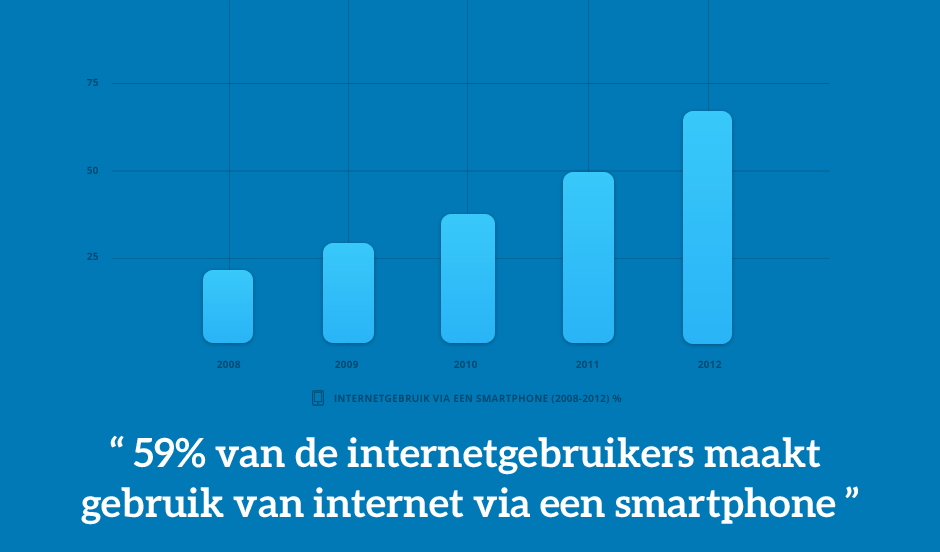 75
50
25
2008 2009 2010 2011 2012
INTERNETGEBRUIK VIA EEN SMARTPHONE (2008-2012) %
“ 59% van de internetgebruikers maakt
gebruik van internet via een smartphone ”